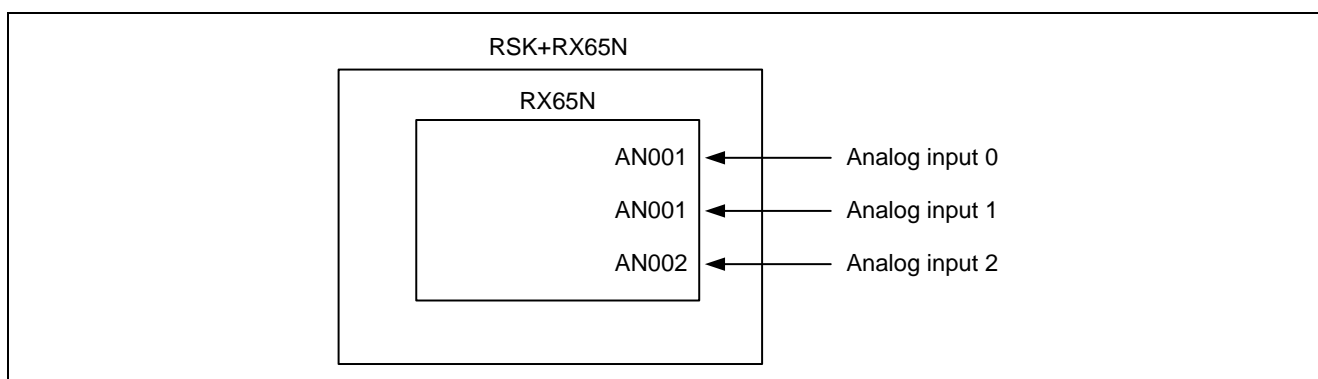 RSK+RX65N
RX65N
AN001 Analog input 0
AN001 Analog input 1
AN002 Analog input 2